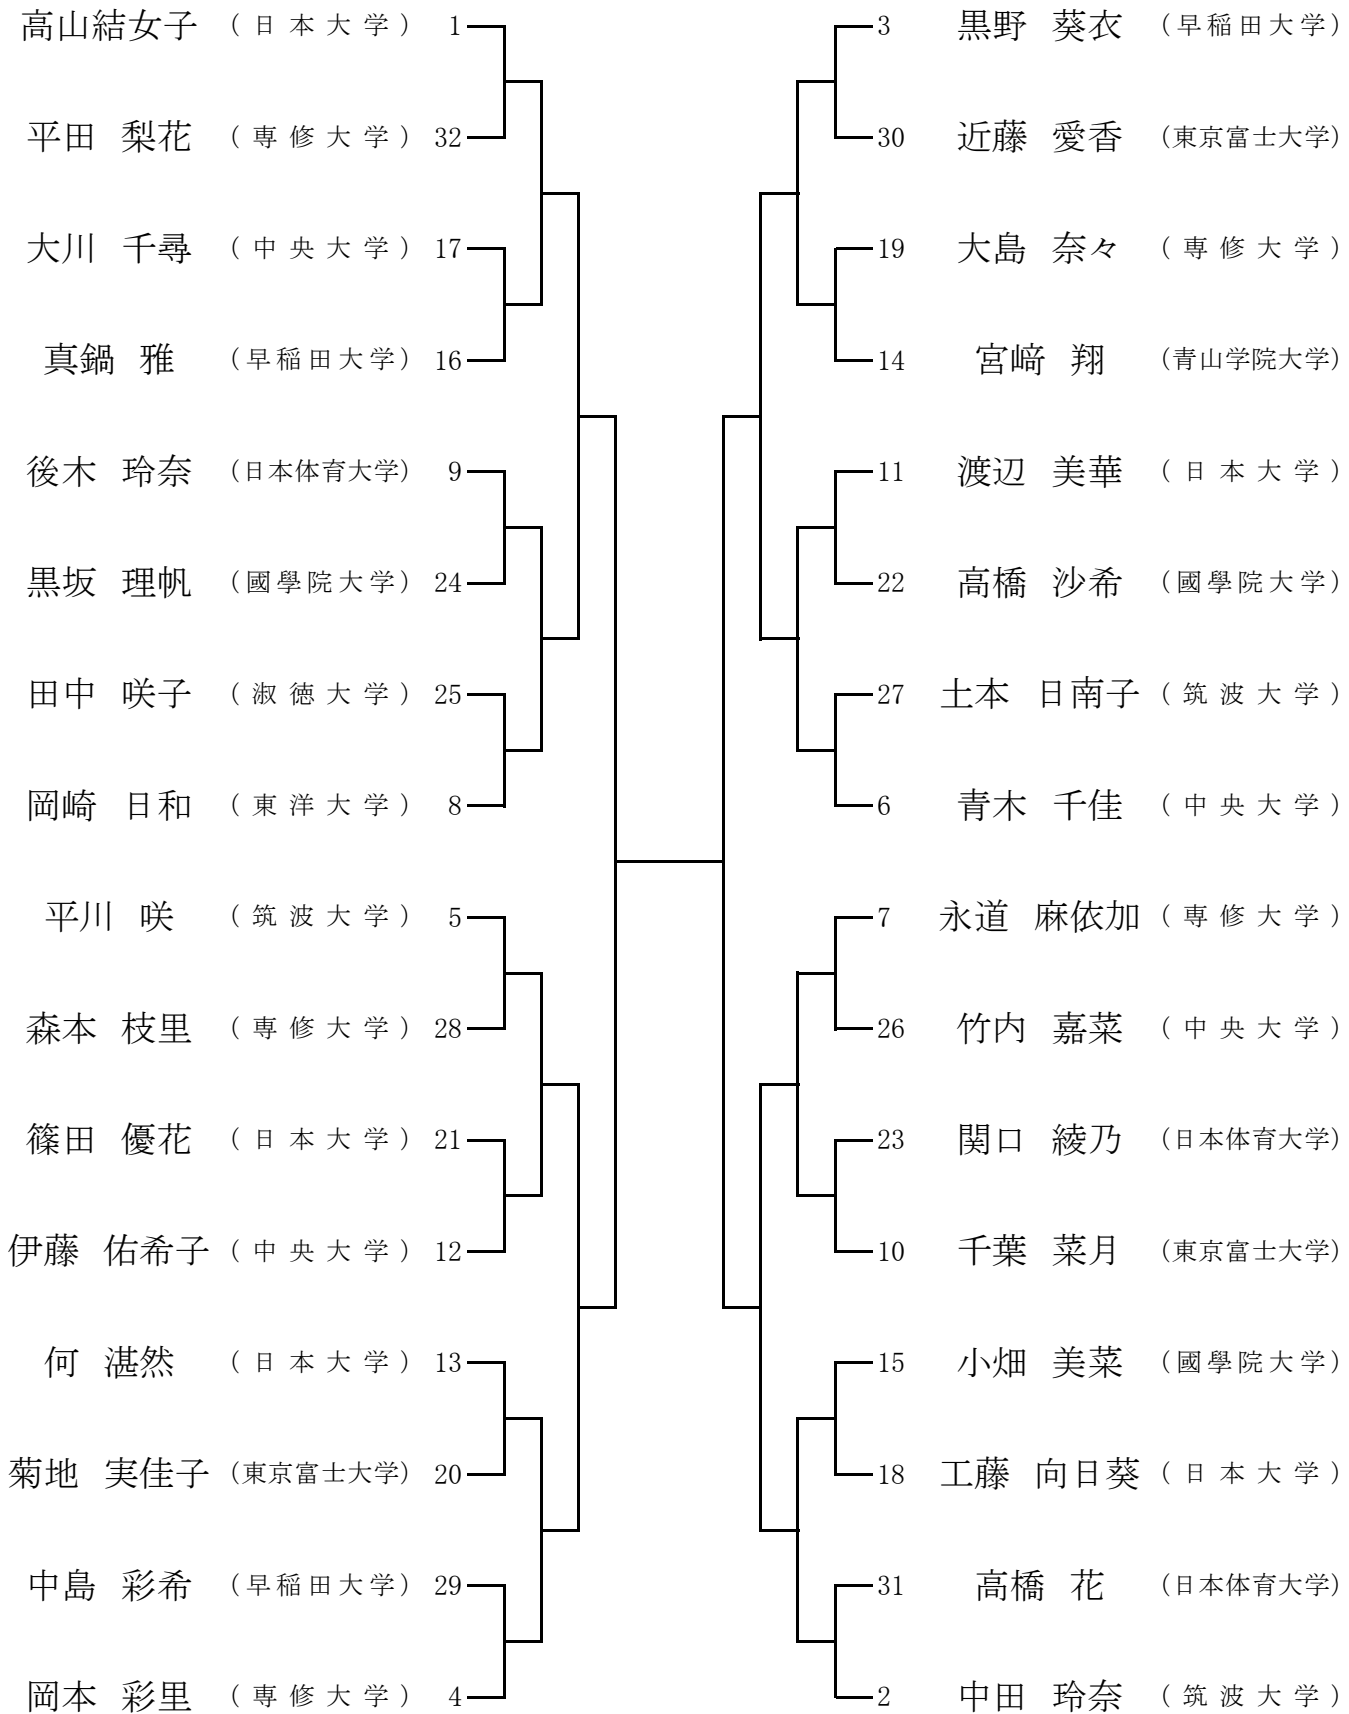 高山結女子 （日本大学） 1
平田 梨花 （専修大学） 32
大川 千尋 （中央大学） 17
真鍋 雅 （早稲田大学） 16
後木 玲奈 （日本体育大学） 9
黒坂 理帆 （國學院大学） 24
田中 咲子 （淑徳大学） 25
岡崎 日和 （東洋大学） 8
平川 咲 （筑波大学） 5
森本 枝里 （専修大学） 28
篠田 優花 （日本大学） 21
伊藤 佑希子 （中央大学） 12
何 湛然 （日本大学） 13
菊地 実佳子 （東京富士大学） 20
中島 彩希 （早稲田大学） 29
岡本 彩里 （専修大学） 4
3 黒野 葵衣 （早稲田大学）
30 近藤 愛香 （東京富士大学）
19 大島 奈々 （専修大学）
14 宮﨑 翔 （青山学院大学）
11 渡辺 美華 （日本大学）
22 高橋 沙希 （國學院大学）
27 土本 日南子 （筑波大学）
6 青木 千佳 （中央大学）
7 永道 麻依加 （専修大学）
26 竹内 嘉菜 （中央大学）
23 関口 綾乃 （日本体育大学）
10 千葉 菜月 （東京富士大学）
15 小畑 美菜 （國學院大学）
18 工藤 向日葵 （日本大学）
31 高橋 花 （日本体育大学）
2 中田 玲奈 （筑波大学）